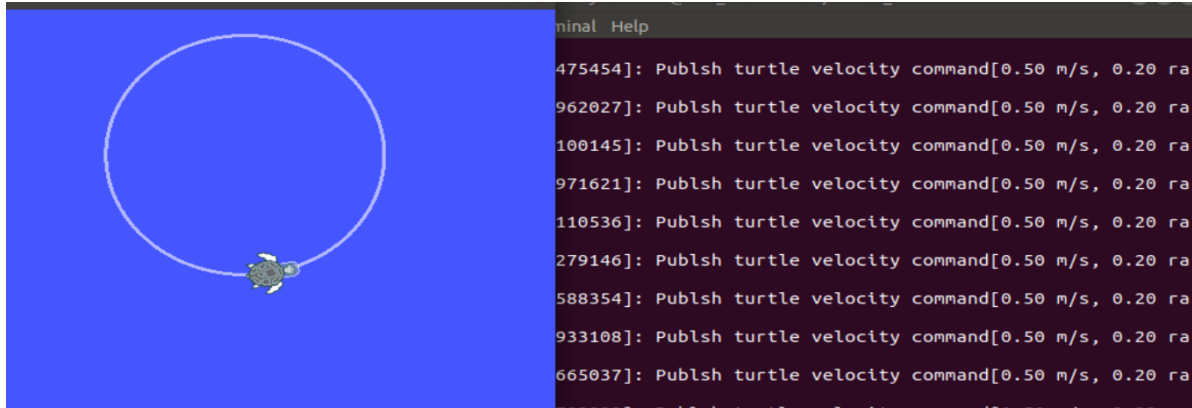 minal Help
475454]: Publsh turtle velocity command[0.50 m/s, 0.20 ra
962027]: Publsh turtle velocity command[0.50 m/s, 0.20 ra
100145]: Publsh turtle velocity command[0.50 m/s, 0.20 ra
971621]: Publsh turtle velocity command[0.50 m/s, 0.20 ra
110536]: Publsh turtle velocity command[0.50 m/s, 0.20 ra
279146]: Publsh turtle velocity command[0.50 m/s, 0.20 ra
588354]: Publsh turtle velocity command[0.50 m/s, 0.20 ra
933108]: Publsh turtle velocity command[0.50 m/s, 0.20 ra
665037]: Publsh turtle velocity command[0.50 m/s, 0.20 ra